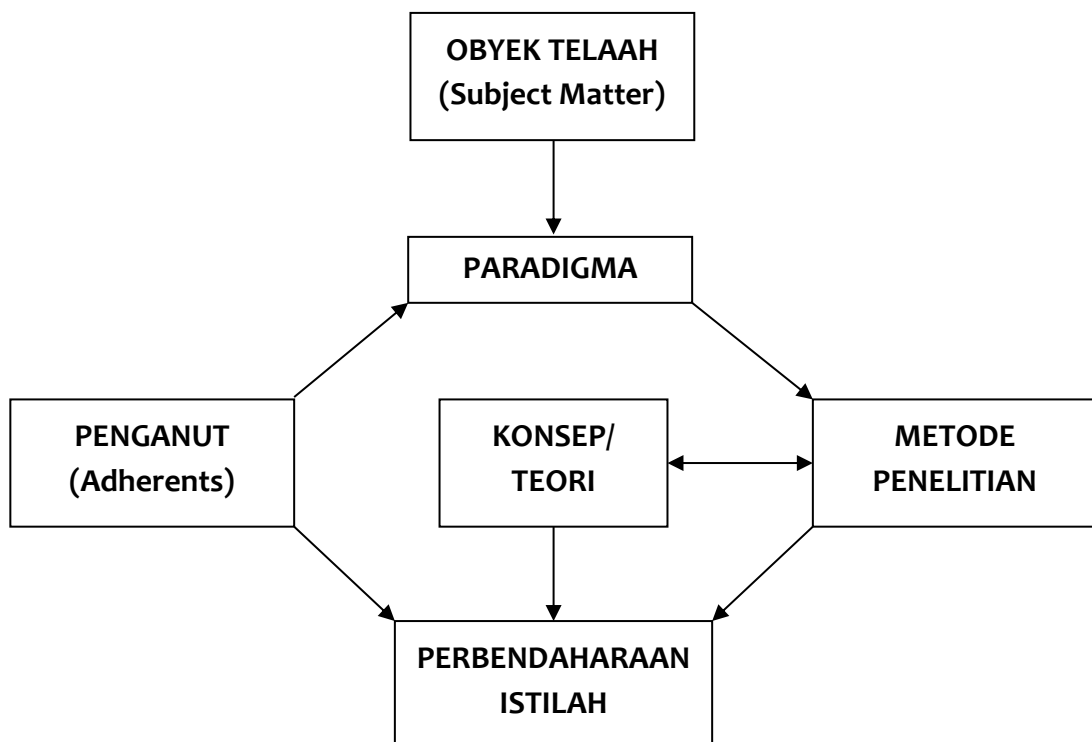 OBYEK TELAAH
(Subject Matter)
PARADIGMA
PENGANUT
(Adherents)
KONSEP/
TEORI
METODE
PENELITIAN
PERBENDAHARAAN
ISTILAH